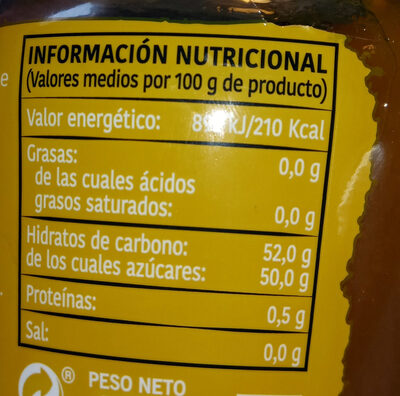 INFORMACIÓN NUTRICIONAL
(Valores medios por 100 g de producto)
Valor energético: /210 Kcal
Grasas: 0,0 g
de las cuales ácidos
grasos saturados: 0,0 g
Hidratos de carbono: 52,0 g
de los cuales azúcares: 50,0 g
Proteínas: 0,5 g
Sal: 0,0 g
® PESO NETO